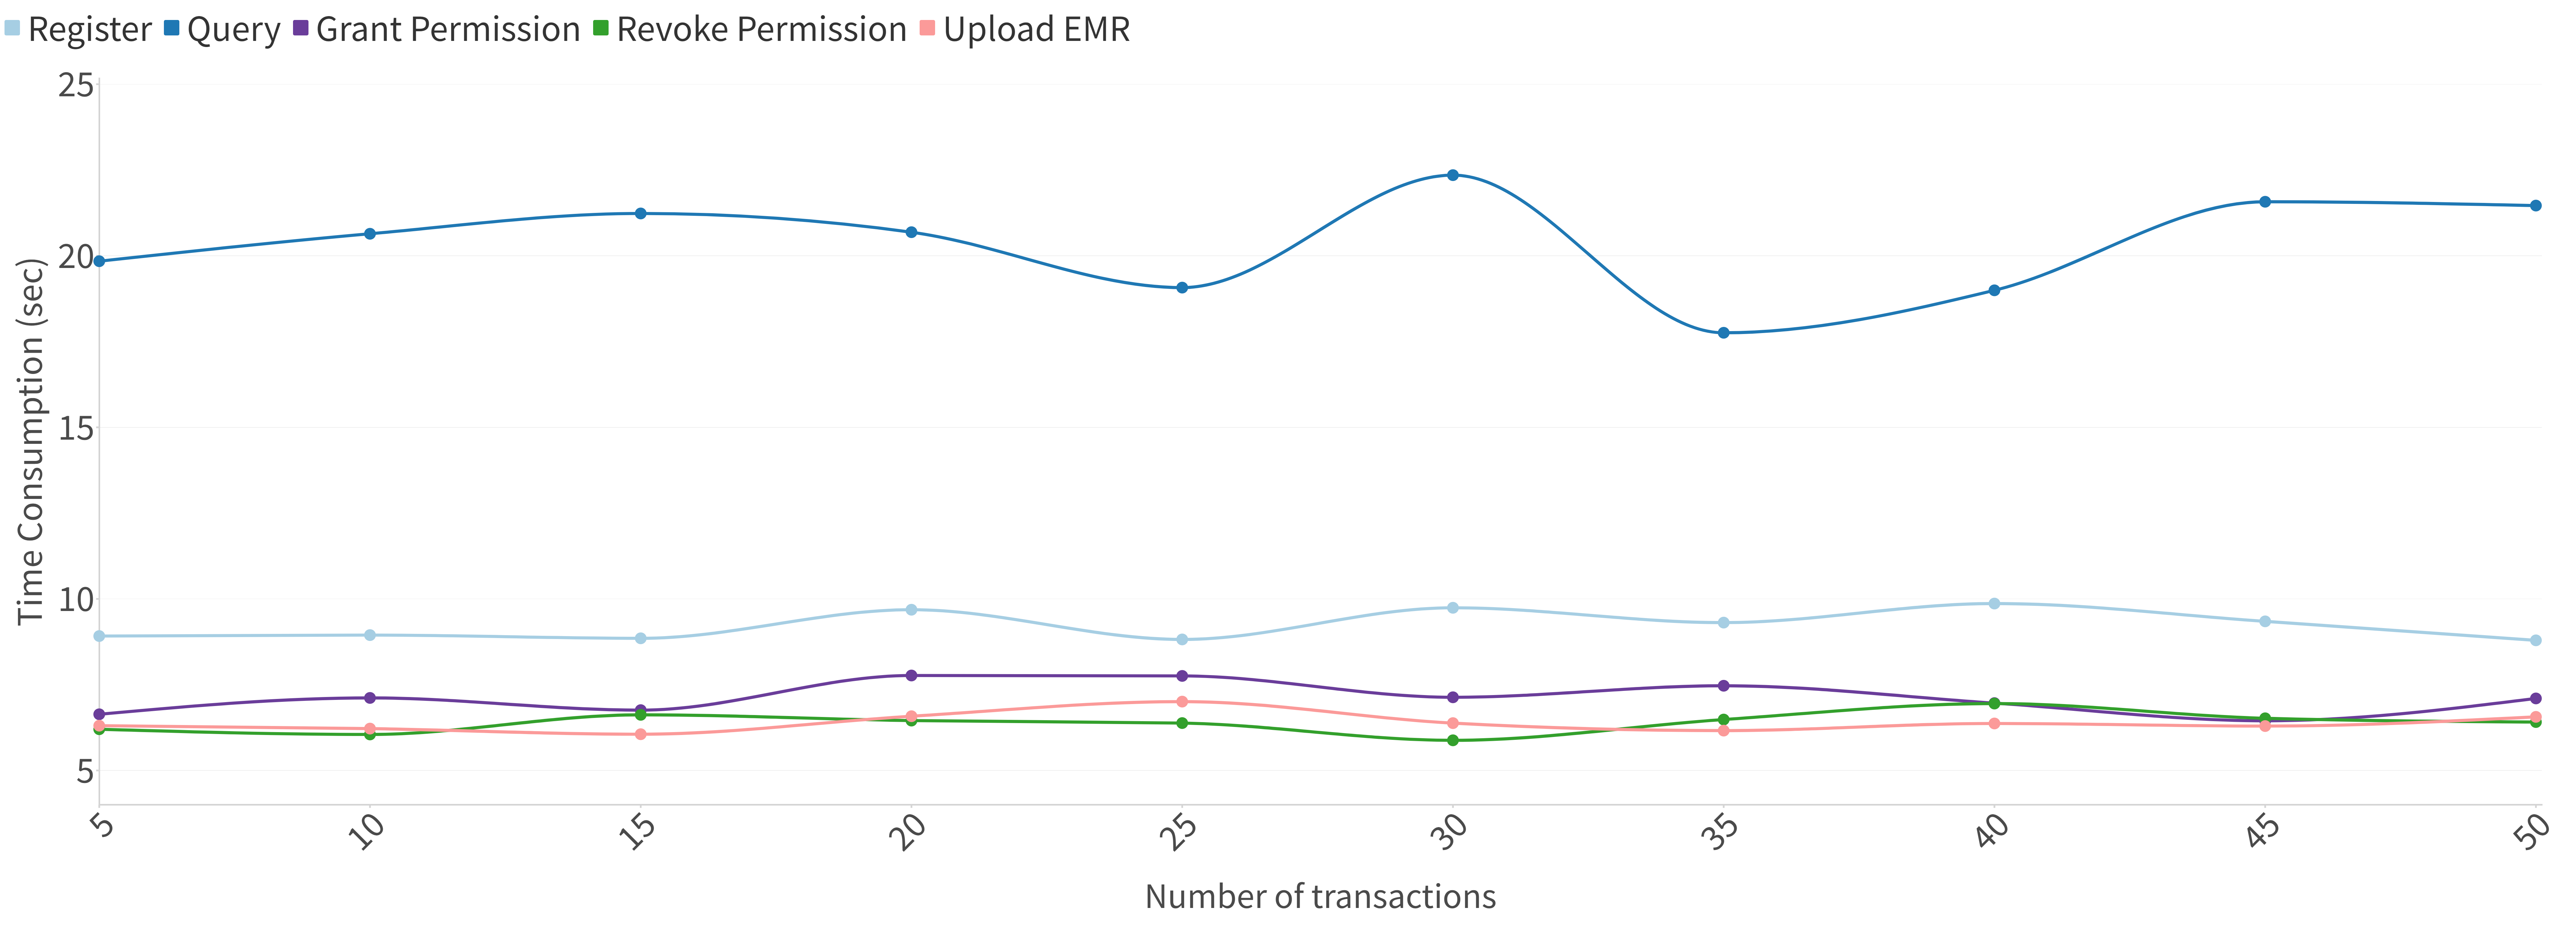 Register Query Grant Permission Revoke Permission Upload EMR
25
20
15
10
5
Time Consumption (sec)
5 10 15 20 25 30 35 40 45 50
Number of transactions